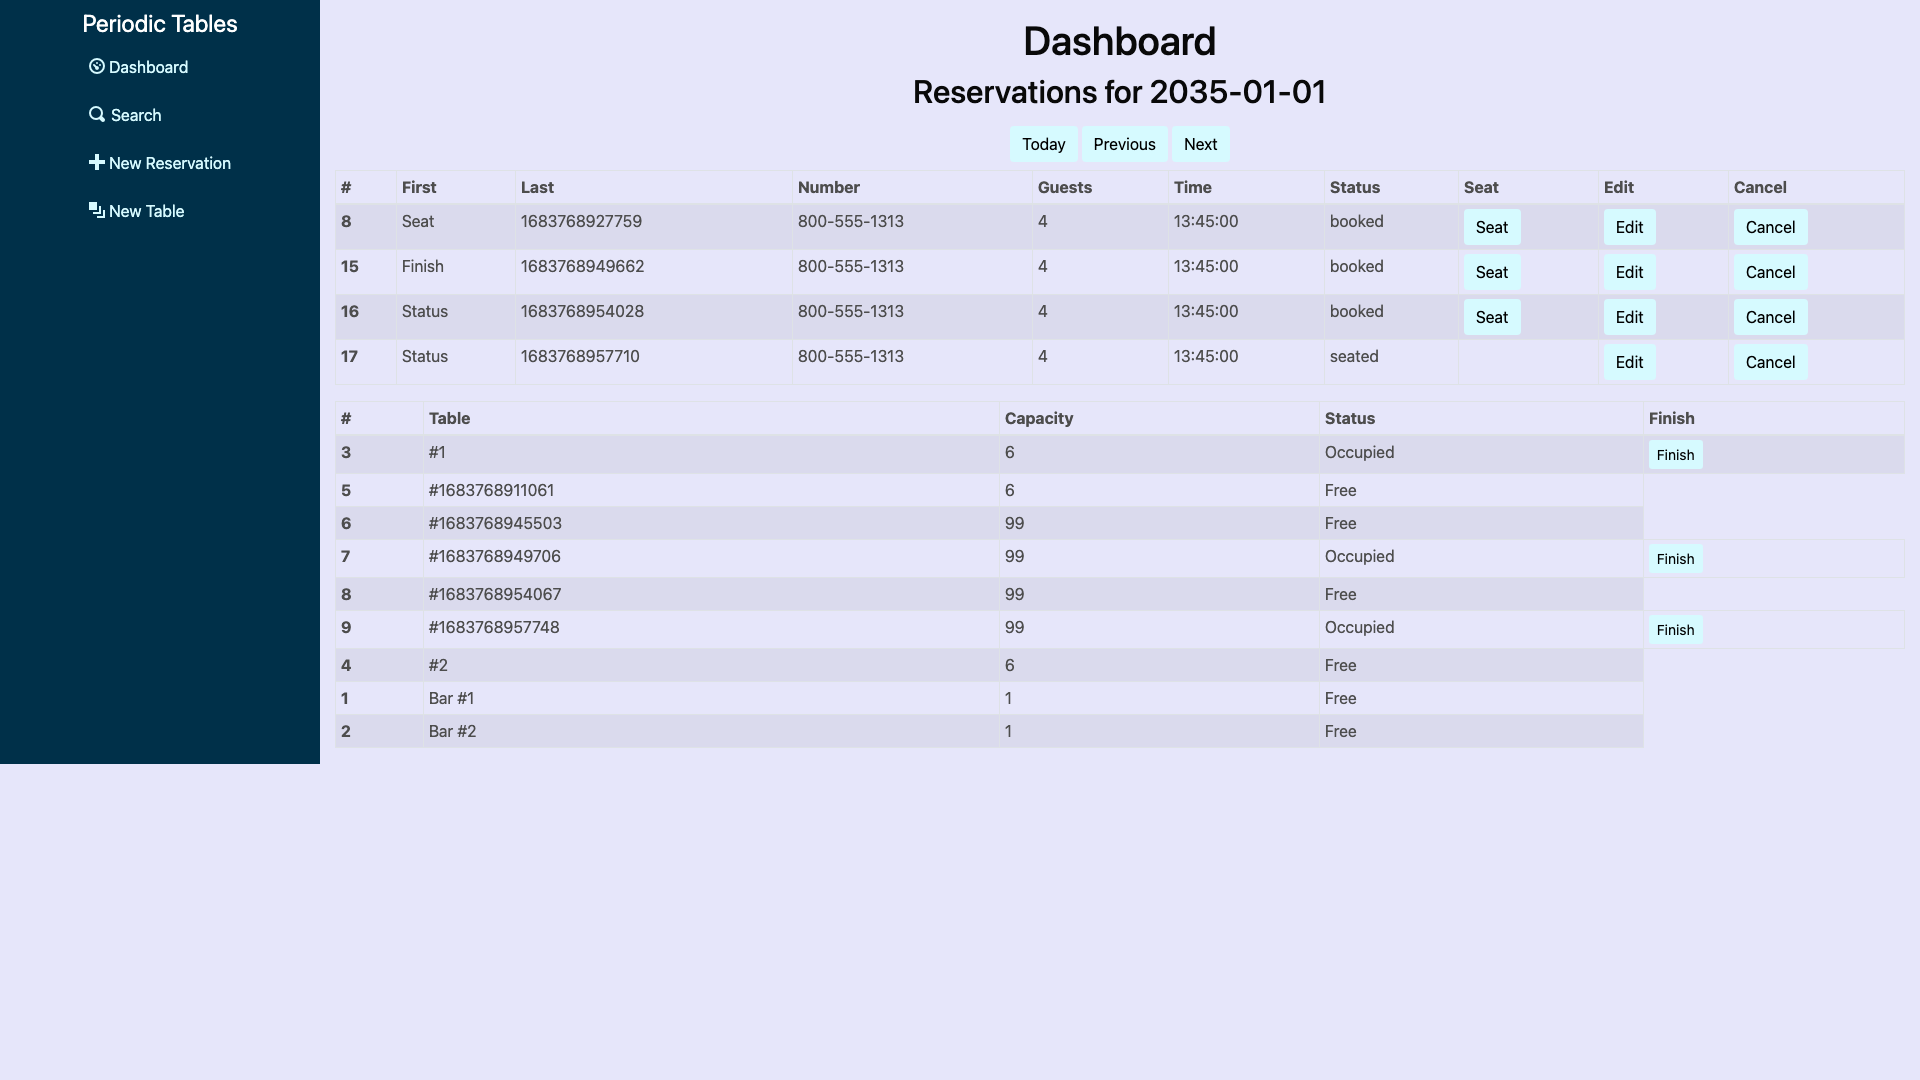 Periodic Tables
Dashboard
Search
New Reservation
New Table
Dashboard
Reservations for 2035-01-01
Today Previous Next
# First Last Number Guests Time Status Seat Edit Cancel
8 Seat 1683768927759 800-555-1313 4 13:45:00 booked Seat Edit Cancel
15 Finish 1683768949662 800-555-1313 4 13:45:00 booked Seat Edit Cancel
16 Status 1683768954028 800-555-1313 4 13:45:00 booked Seat Edit Cancel
17 Status 1683768957710 800-555-1313 4 13:45:00 seated Edit Cancel
# Table Capacity Status Finish
3 #1 6 Occupied Finish
5 #1683768911061 6 Free
6 #1683768945503 99 Free
7 #1683768949706 99 Occupied Finish
8 #1683768954067 99 Free
9 #1683768957748 99 Occupied Finish
4 #2 6 Free
1 Bar #1 1 Free
2 Bar #2 1 Free